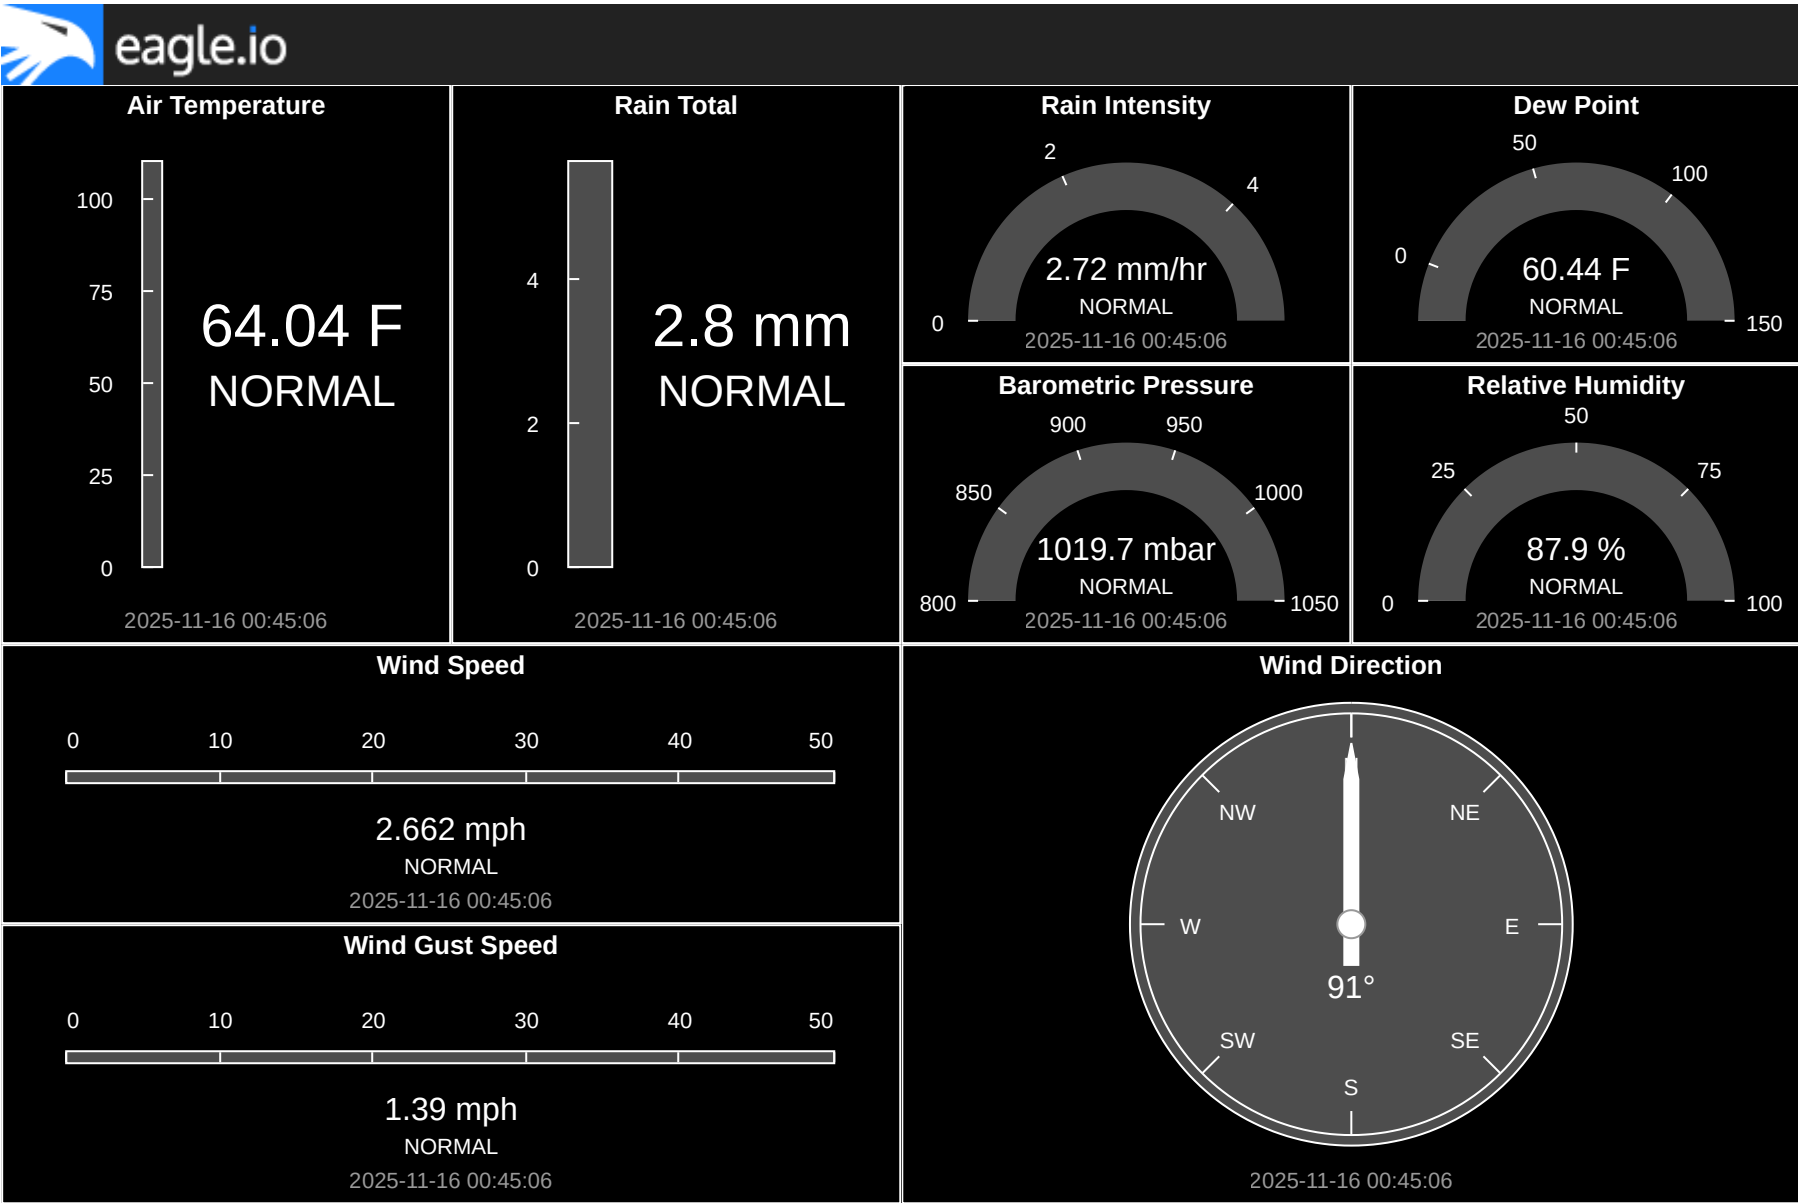 eagle.io
Air Temperature
100
75
50
25
0
64.04 F
NORMAL
2025-11-16 00:45:06
Rain Total
4
2
0
2.8 mm
NORMAL
2025-11-16 00:45:06
Rain Intensity
0
2
4
2.72 mm/hr
NORMAL
2025-11-16 00:45:06
Dew Point
0
50
100
150
60.44 F
NORMAL
2025-11-16 00:45:06
Barometric Pressure
800
850
900
950
1000
1050
1019.7 mbar
NORMAL
2025-11-16 00:45:06
Relative Humidity
0
25
50
75
100
87.9 %
NORMAL
2025-11-16 00:45:06
Wind Speed
0 10 20 30 40 50
2.662 mph
NORMAL
2025-11-16 00:45:06
Wind Gust Speed
0 10 20 30 40 50
1.39 mph
NORMAL
2025-11-16 00:45:06
Wind Direction
NW NE
W E
91°
SW SE
S
2025-11-16 00:45:06